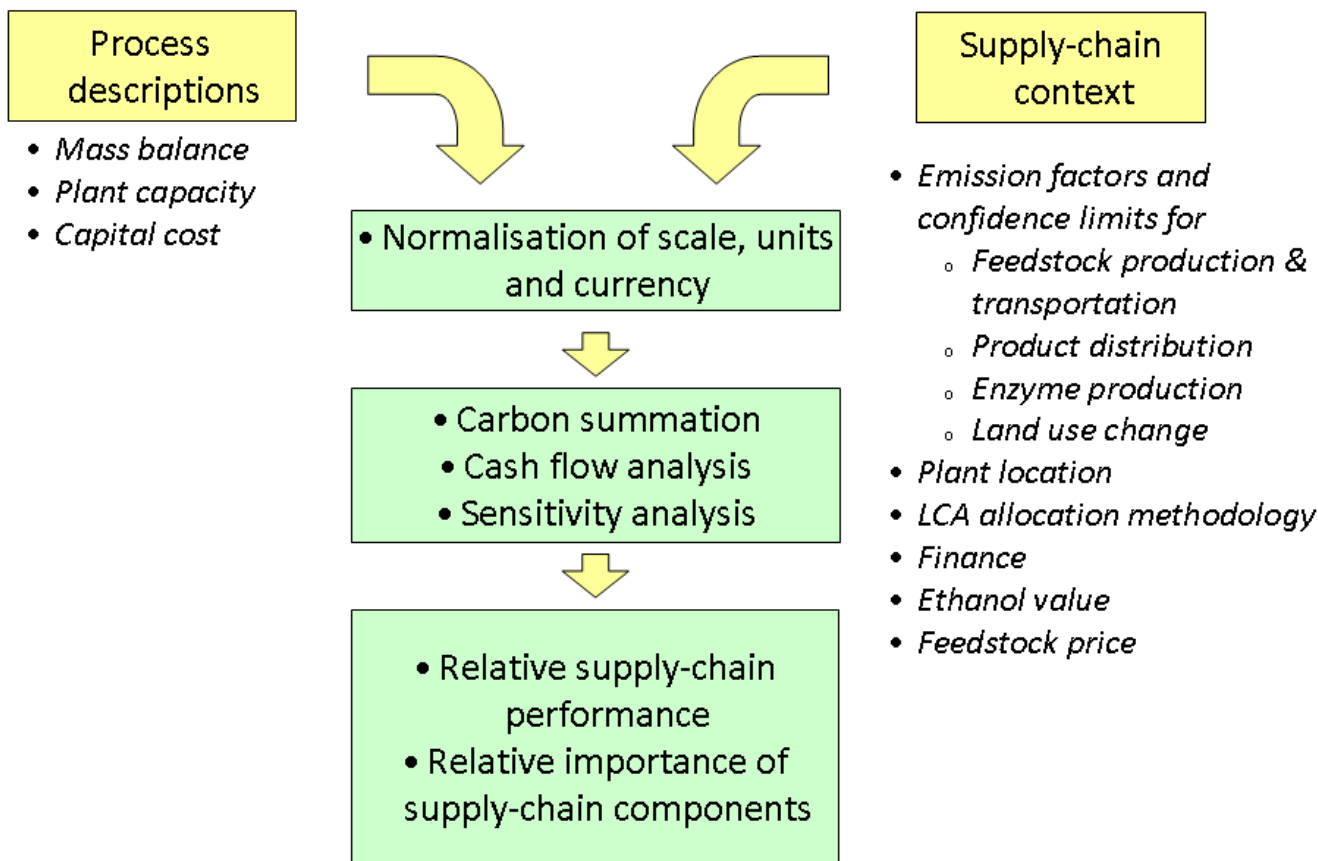 Process
descriptions
• Mass balance
• Plant capacity
• Capital cost
Supply-chain
context
• Emission factors and
confidence limits for
o Feedstock production &
transportation
o Product distribution
o Enzyme production
o Land use change
• Plant location
• LCA allocation methodology
• Finance
• Ethanol value
• Feedstock price
• Normalisation of scale, units
and currency
• Carbon summation
• Cash flow analysis
• Sensitivity analysis
• Relative supply-chain
performance
• Relative importance of
supply-chain components